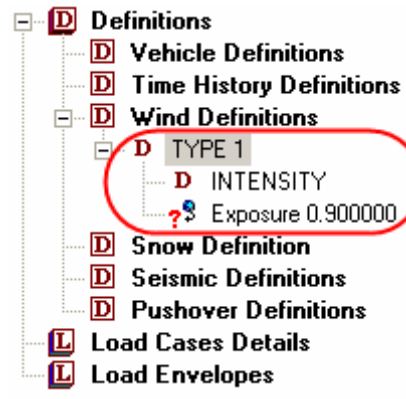 D Definitions
D Vehicle Definitions
D Time History Definitions
D Wind Definitions
D TYPE 1
D INTENSITY
? Exposure 0.900000
D Snow Definition
D Seismic Definitions
D Pushover Definitions
L Load Cases Details
L Load Envelopes